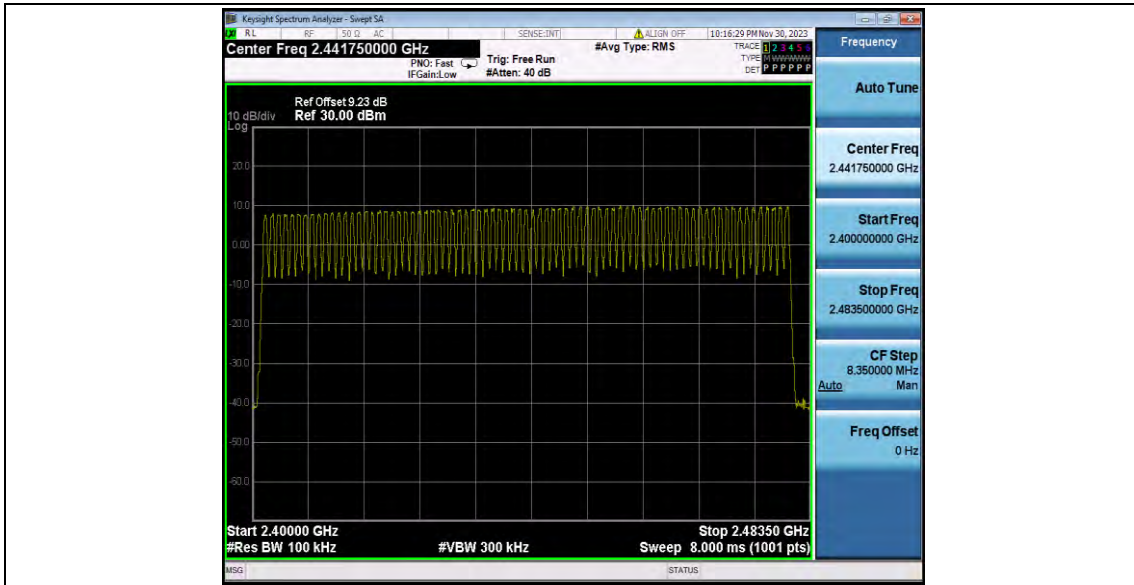 Keysight Spectrum Analyzer - Swept SA
RL RF 50 Ω AC SENSE:INT ALIGN OFF 10:16:29 PM Nov 30, 2023
Center Freq 2.441750000 GHz
PNO: Fast
IFGain:Low
Trig: Free Run
#Atten: 40 dB
#Avg Type: RMS
TRACE 1 2 3 4 5 6
TYPE
DET P P P P P P
Ref Offset 9.23 dB
10 dB/div Ref 30.00 dBm
Log
20.0
10.0
0.00
-10.0
-20.0
-30.0
-40.0
-50.0
-60.0
Start 2.40000 GHz Stop 2.48350 GHz
#Res BW 100 kHz #VBW 300 kHz Sweep 8.000 ms (1001 pts)
MSG STATUS
Frequency
Auto Tune
Center Freq
2.441750000 GHz
Start Freq
2.400000000 GHz
Stop Freq
2.483500000 GHz
CF Step
8.350000 MHz
Auto Man
Freq Offset
0 Hz